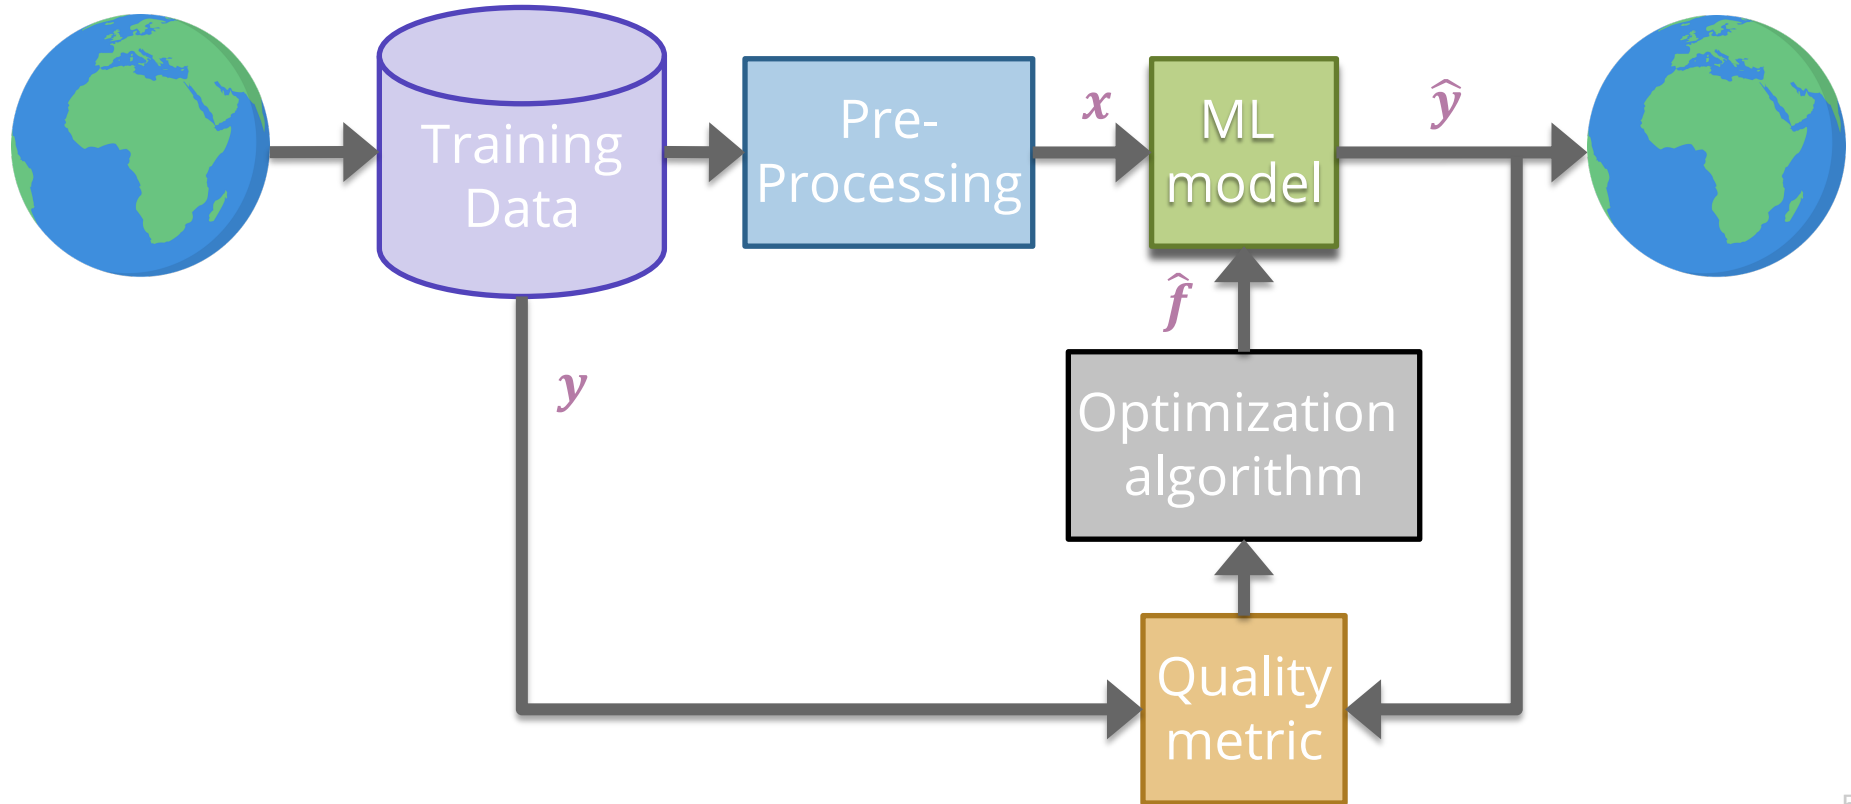 Training
Data
Pre-
Processing
x
ML
model
ŷ
f̂
y
Optimization
algorithm
Quality
metric